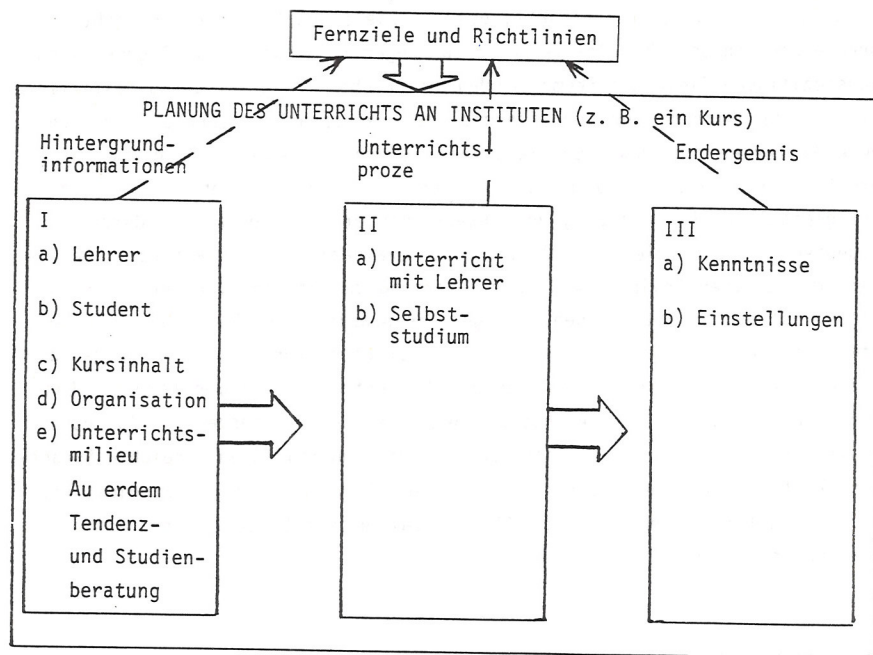 Fernziele und Richtlinien
PLANUNG DES UNTERRICHTS AN INSTITUTEN (z. B. ein Kurs)
Hintergrund-
informationen
Unterrichts
proze
Endergebnis
I
a) Lehrer
b) Student
c) Kursinhalt
d) Organisation
e) Unterrichts-
milieu
Au erdem
Tendenz-
und Studien-
beratung
II
a) Unterricht
mit Lehrer
b) Selbst-
studium
III
a) Kenntnisse
b) Einstellungen